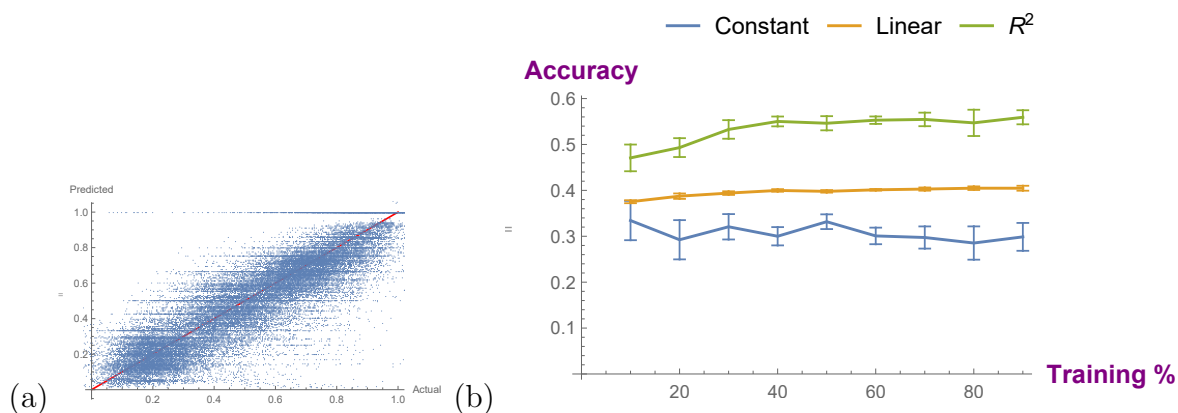 Constant Linear R²
Accuracy
0.6
0.5
0.4
0.3
0.2
0.1
=
20 40 60 80
Training %
(b)
Predicted
1.0
0.8
0.6
0.4
0.2
=
0.2 0.4 0.6 0.8 1.0
Actual
(a)